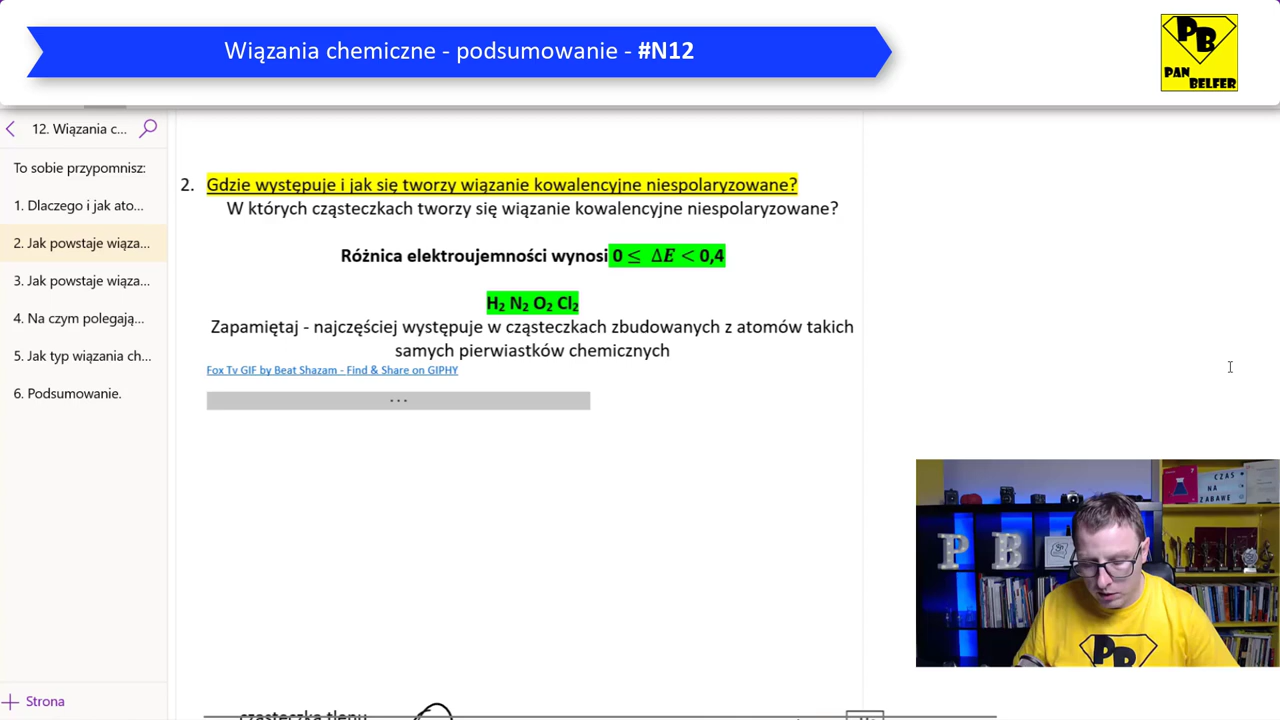 Wiązania chemiczne - podsumowanie - #N12
PB
PAN
BELFER
12. Wiązania c...
To sobie przypomnisz:
1. Dlaczego i jak ato...
2. Jak powstaje wiąza...
3. Jak powstaje wiąza...
4. Na czym polegają...
5. Jak typ wiązania ch...
6. Podsumowanie.
Strona
2. Gdzie występuje i jak się tworzy wiązanie kowalencyjne niespolaryzowane?
W których cząsteczkach tworzy się wiązanie kowalencyjne niespolaryzowane?
Różnica elektroujemności wynosi 0 ≤ ΔE < 0,4
H₂ N₂ O₂ Cl₂
Zapamiętaj - najczęściej występuje w cząsteczkach zbudowanych z atomów takich
samych pierwiastków chemicznych
Fox Tv GIF by Beat Shazam - Find & Share on GIPHY
...
cząsteczka tlenu
CZAS
NA
ZABAWE
P B
PB